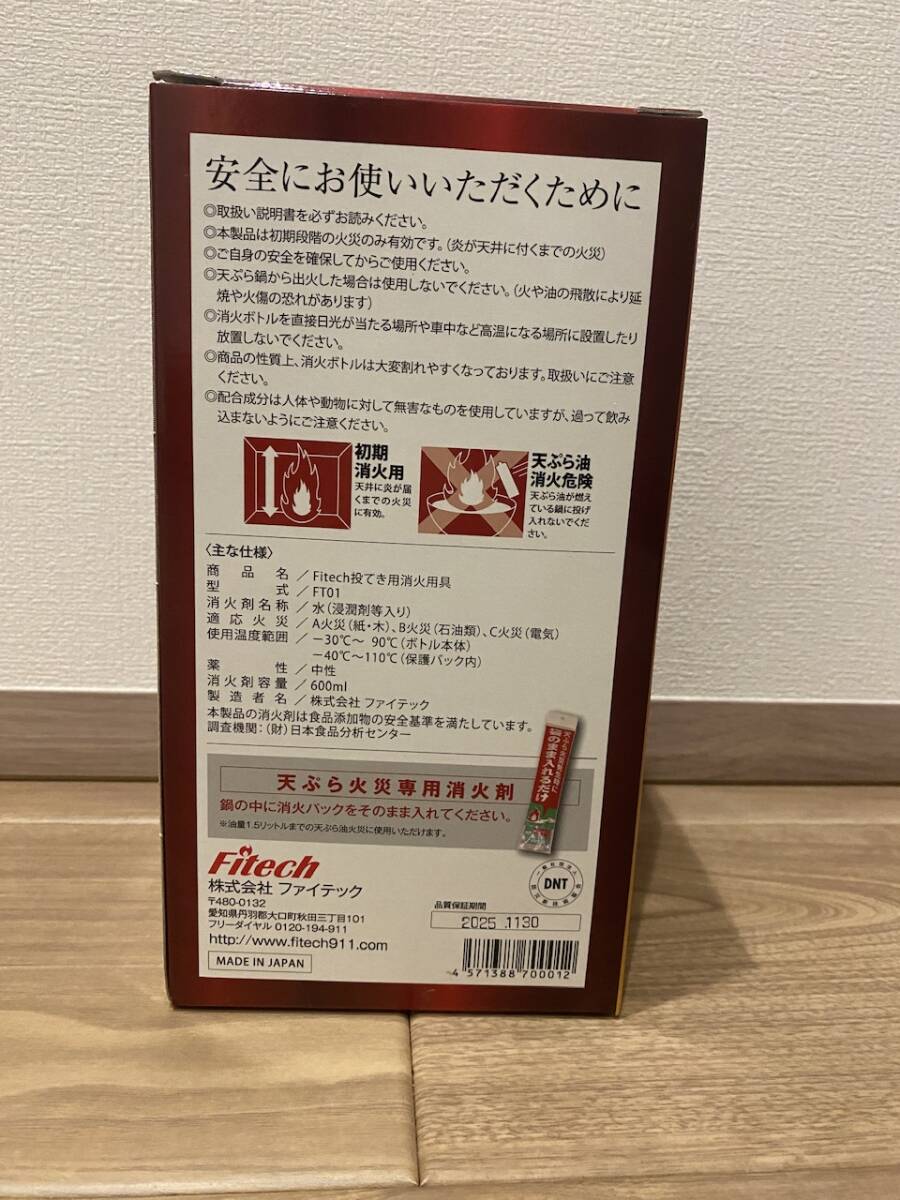 安全にお使いいただくために
◎取扱い説明書を必ずお読みください。
◎本製品は初期段階の火災のみ有効です。(炎が天井に付くまでの火災)
◎ご自身の安全を確保してからご使用ください。
◎天ぷら鍋から出火した場合は使用しないでください。(火や油の飛散により延
焼や火傷の恐れがあります)
◎消火ボトルを直接日光が当たる場所や車中など高温になる場所に設置したり
放置しないでください。
◎商品の性質上、消火ボトルは大変割れやすくなっております。取扱いにご注意
ください。
◎配合成分は人体や動物に対して無害なものを使用していますが、過って飲み
込まないようにご注意ください。
初期
消火用
天井に炎が届
くまでの火災
に有効。
天ぷら油
消火危険
天ぷら油が燃え
ている鍋に投げ
入れないでくだ
さい。
〈主な仕様〉
商品名/Fitech投てき用消火用具
型式/FT01
消火剤名称/水(浸潤剤等入り)
適応火災/A火災(紙・木)、B火災(石油類)、C火災(電気)
使用温度範囲/−30℃〜 90℃(ボトル本体)
−40℃〜110℃(保護パック内)
薬性/中性
消火剤容量/600ml
製造者名/株式会社 ファイテック
本製品の消火剤は食品添加物の安全基準を満たしています。
調査機関:(財)日本食品分析センター
天ぷら火災専用消火剤
鍋の中に消火パックをそのまま入れてください。
※油量1.5リットルまでの天ぷら油火災に使用いただけます。
袋のまま入れるだけ
Fitech
株式会社 ファイテック
〒480-0132
愛知県丹羽郡大口町秋田三丁目101
フリーダイヤル 0120-194-911
http://www.fitech911.com
MADE IN JAPAN
DNT
品質保証期間
2025 .1130
4 571388 700012